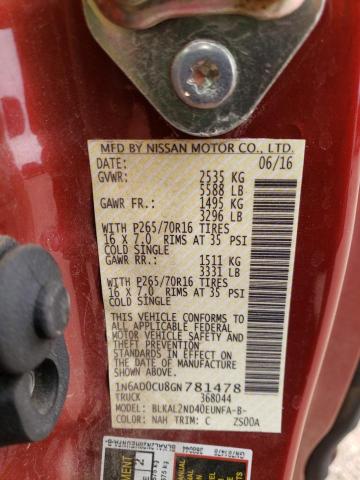 MFD BY NISSAN MOTOR CO., LTD.
DATE: 06/16
GVWR: 2535 KG
5588 LB
GAWR FR.: 1495 KG
3296 LB
WITH P265/70R16 TIRES
16 X 7.0 RIMS AT 35 PSI
COLD SINGLE
GAWR RR.: 1511 KG
3331 LB
WITH P265/70R16 TIRES
16 X 7.0 RIMS AT 35 PSI
COLD SINGLE
THIS VEHICLE CONFORMS TO ALL
APPLICABLE FEDERAL MOTOR
VEHICLE SAFETY STANDARDS
AND THEFT PREVENTION
STANDARDS IN EFFECT ON THE
DATE OF MANUFACTURE
SHOWN ABOVE.
1N6AD0CU8GN781478
TRUCK 368044
MODEL: BLKAL2ND40EUNFA-B-
COLOR: NAH TRIM: C ZS00A